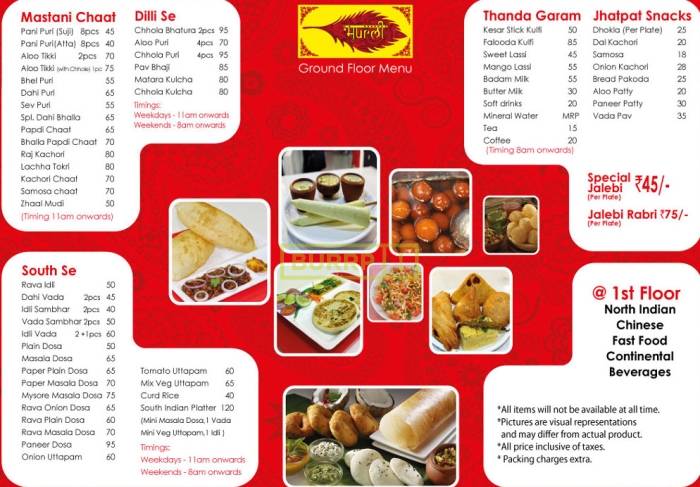 Mastani Chaat
Pani Puri (Suji) 8pcs 45
Pani Puri(Atta) 8pcs 40
Aloo Tikki 2pcs 70
Aloo Tikki (with Chhole) 1pc 75
Bhel Puri 55
Dahi Puri 65
Sev Puri 55
Spl. Dahi Bhalla 65
Papdi Chaat 65
Bhalla Papdi Chaat 70
Raj Kachori 80
Lachha Tokri 80
Kachori Chaat 70
Samosa chaat 70
Zhaal Mudi 50
(Timing 11am onwards)
Dilli Se
Chhola Bhatura 2pcs 95
Aloo Puri 4pcs 70
Chhola Puri 4pcs 95
Pav Bhaji 85
Matara Kulcha 80
Chhola Kulcha 80
Timings:
Weekdays - 11am onwards
Weekends - 8am onwards
Ground Floor Menu
Thanda Garam
Kesar Stick Kulfi 50
Falooda Kulfi 85
Sweet Lassi 45
Mango Lassi 55
Badam Milk 55
Butter Milk 30
Soft drinks 20
Mineral Water MRP
Tea 15
Coffee 20
(Timing 8am onwards)
Jhatpat Snacks
Dhokla (Per Plate) 25
Dal Kachori 20
Samosa 18
Onion Kachori 28
Bread Pakoda 25
Aloo Patty 20
Paneer Patty 30
Vada Pav 35
Special
Jalebi ₹45/-
(Per Plate)
Jalebi Rabri ₹75/-
(Per Plate)
South Se
Rava Idli 50
Dahi Vada 2pcs 45
Idli Sambhar 2pcs 40
Vada Sambhar 2pcs 50
Idli Vada 2 +1pcs 60
Plain Dosa 50
Masala Dosa 65
Paper Plain Dosa 65
Paper Masala Dosa 70
Mysore Masala Dosa 75
Rava Onion Dosa 65
Rava Plain Dosa 60
Rava Masala Dosa 70
Paneer Dosa 95
Onion Uttapam 60
Tomato Uttapam 60
Mix Veg Uttapam 65
Curd Rice 40
South Indian Platter 120
(Mini Masala Dosa,1 Vada
Mini Veg Uttopam,1 Idli )
Timings:
Weekdays - 11am onwards
Weekends - 8am onwards
@ 1st Floor
North Indian
Chinese
Fast Food
Continental
Beverages
*All items will not be available at all time.
*Pictures are visual representations
and may differ from actual product.
*All price inclusive of taxes.
* Packing charges extra.